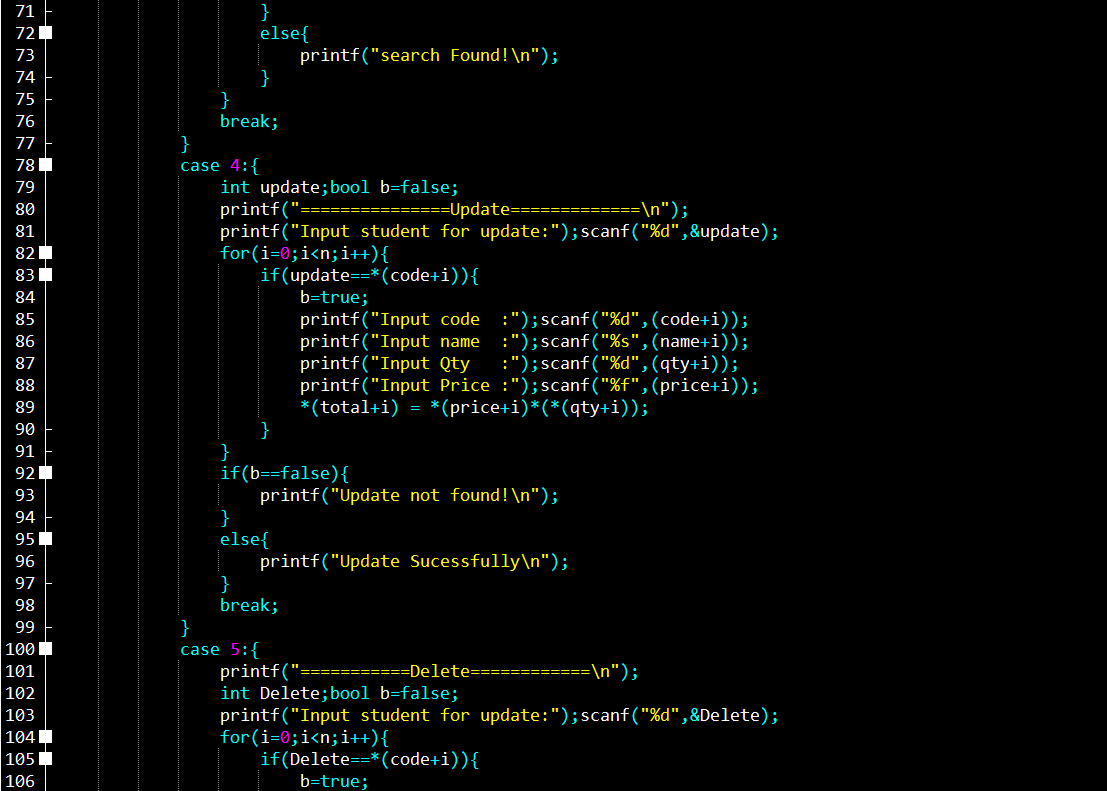 71 }
72 else{
73 printf("search Found!\n");
74 }
75 }
76 break;
77 }
78 case 4:{
79 int update;bool b=false;
80 printf("===============Update=============\n");
81 printf("Input student for update:");scanf("%d",&update);
82 for(i=0;i<n;i++){
83 if(update==*(code+i)){
84 b=true;
85 printf("Input code  :");scanf("%d",(code+i));
86 printf("Input name  :");scanf("%s",(name+i));
87 printf("Input Qty   :");scanf("%d",(qty+i));
88 printf("Input Price :");scanf("%f",(price+i));
89 *(total+i) = *(price+i)*(*(qty+i));
90 }
91 }
92 if(b==false){
93 printf("Update not found!\n");
94 }
95 else{
96 printf("Update Sucessfully\n");
97 }
98 break;
99 }
100 case 5:{
101 printf("===========Delete============\n");
102 int Delete;bool b=false;
103 printf("Input student for update:");scanf("%d",&Delete);
104 for(i=0;i<n;i++){
105 if(Delete==*(code+i)){
106 b=true;